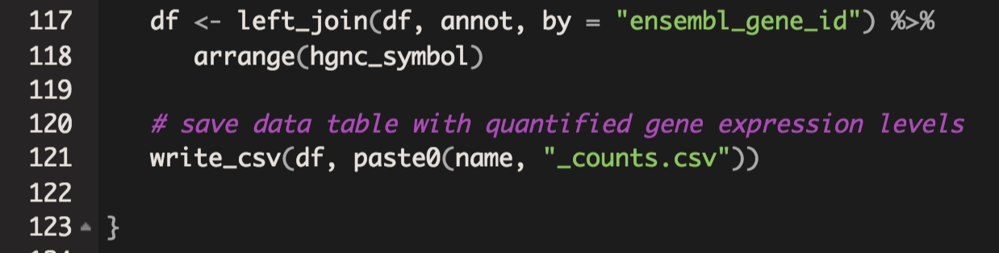 117 df <- left_join(df, annot, by = "ensembl_gene_id") %>%
118 arrange(hgnc_symbol)
119
120 # save data table with quantified gene expression levels
121 write_csv(df, paste0(name, "_counts.csv"))
122
123 }